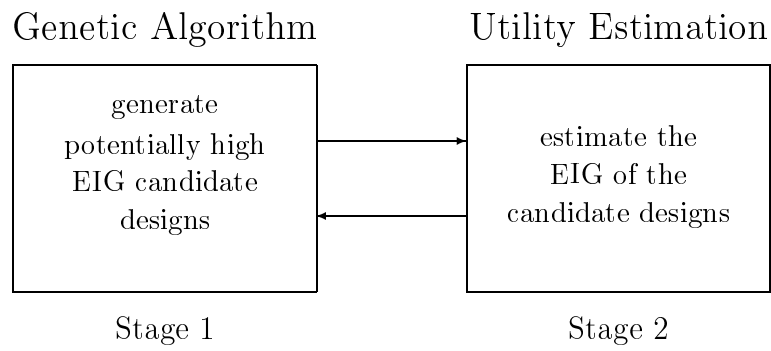 Genetic Algorithm
generate
potentially high
EIG candidate
designs
Stage 1
Utility Estimation
estimate the
EIG of the
candidate designs
Stage 2